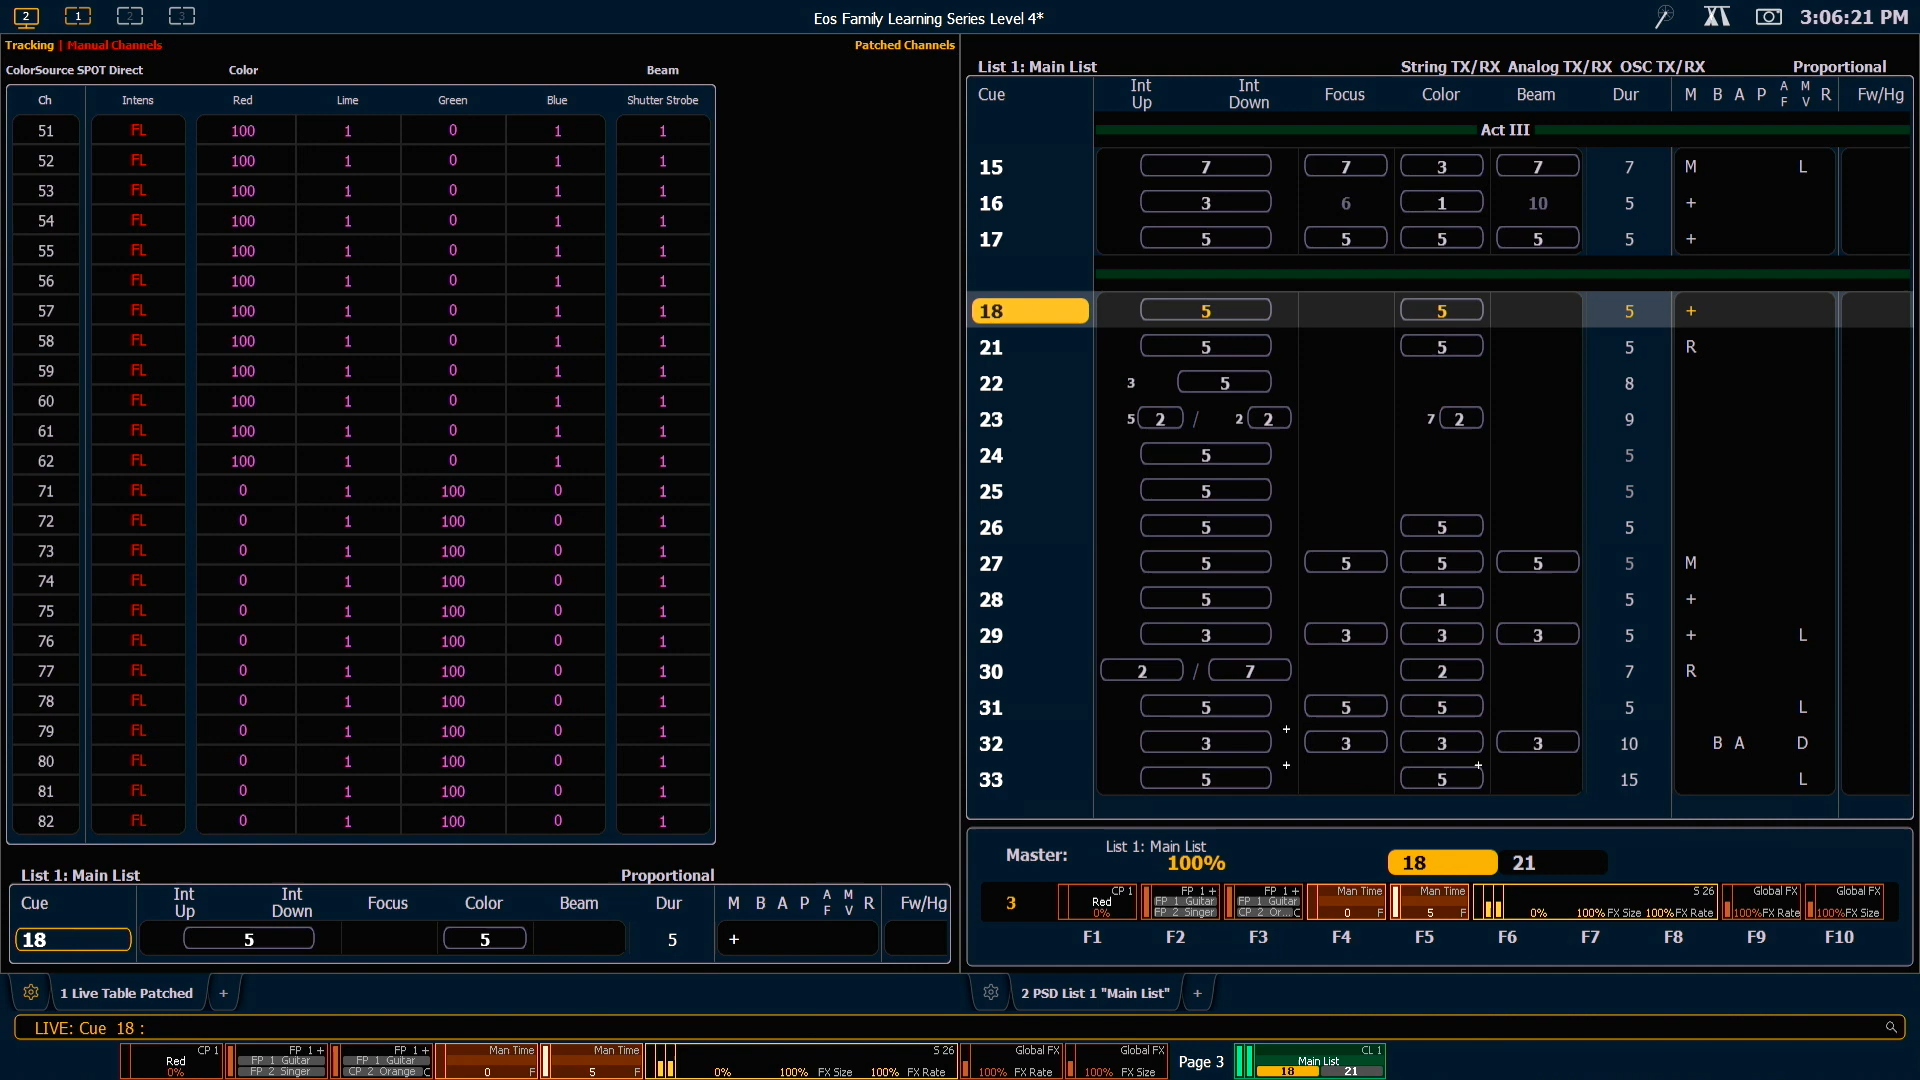 2 1 2 3 Eos Family Learning Series Level 4* 3:06:21 PM
Tracking | Manual Channels Patched Channels
ColorSource SPOT Direct Color Beam
Ch Intens Red Lime Green Blue Shutter Strobe
51 FL 100 1 0 1 1
52 FL 100 1 0 1 1
53 FL 100 1 0 1 1
54 FL 100 1 0 1 1
55 FL 100 1 0 1 1
56 FL 100 1 0 1 1
57 FL 100 1 0 1 1
58 FL 100 1 0 1 1
59 FL 100 1 0 1 1
60 FL 100 1 0 1 1
61 FL 100 1 0 1 1
62 FL 100 1 0 1 1
71 FL 0 1 100 0 1
72 FL 0 1 100 0 1
73 FL 0 1 100 0 1
74 FL 0 1 100 0 1
75 FL 0 1 100 0 1
76 FL 0 1 100 0 1
77 FL 0 1 100 0 1
78 FL 0 1 100 0 1
79 FL 0 1 100 0 1
80 FL 0 1 100 0 1
81 FL 0 1 100 0 1
82 FL 0 1 100 0 1
List 1: Main List Proportional
Cue Int Up Int Down Focus Color Beam Dur M B A P A F M V R Fw/Hg
18 5 5 5 +
1 Live Table Patched +
List 1: Main List String TX/RX Analog TX/RX OSC TX/RX Proportional
Cue Int Up Int Down Focus Color Beam Dur M B A P A F M V R Fw/Hg
Act III
15 7 7 3 7 7 M L
16 3 6 1 10 5 +
17 5 5 5 5 5 +
18 5 5 5 +
21 5 5 5 R
22 3 5 8
23 5 2 / 2 2 7 2 9
24 5 5
25 5 5
26 5 5 5
27 5 5 5 5 5 M
28 5 1 5 +
29 3 3 3 3 5 + L
30 2 / 7 2 7 R
31 5 5 5 5 L
32 3 + 3 3 3 10 B A D
33 5 + 5 + 15 L
Master: List 1: Main List 100% 18 21
3 CP 1 Red 0% FP 1 + FP 1 Guitar FP 2 Singer FP 1 + FP 1 Guitar CP 2 Or... C Man Time 0 F Man Time 5 F S 26 0% 100% FX Size 100% FX Rate Global FX 100% FX Rate Global FX 100% FX Size
F1 F2 F3 F4 F5 F6 F7 F8 F9 F10
2 PSD List 1 "Main List" +
LIVE: Cue 18 :
CP 1 Red 0% FP 1 + FP 1 Guitar FP 2 Singer FP 1 + FP 1 Guitar CP 2 Orange C Man Time 0 F Man Time 5 F S 26 0% 100% FX Size 100% FX Rate Global FX 100% FX Rate Global FX 100% FX Size Page 3 CL 1 Main List 18 21